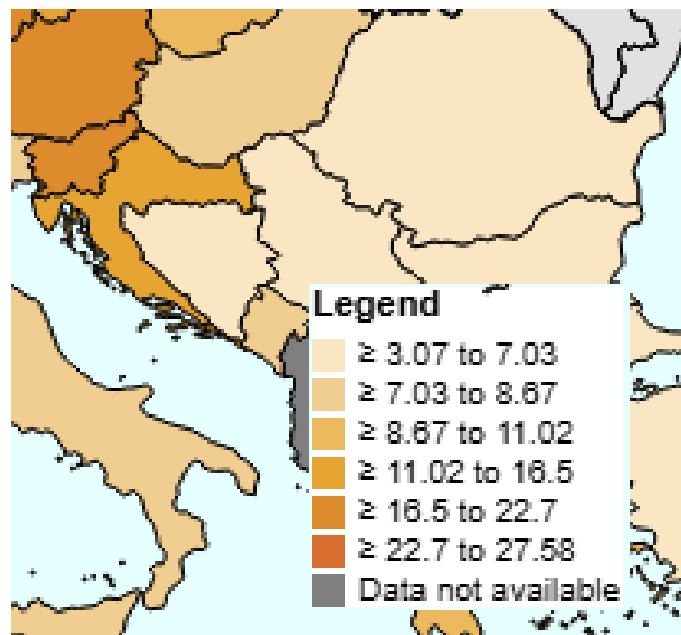 Legend
≥ 3.07 to 7.03
≥ 7.03 to 8.67
≥ 8.67 to 11.02
≥ 11.02 to 16.5
≥ 16.5 to 22.7
≥ 22.7 to 27.58
Data not available